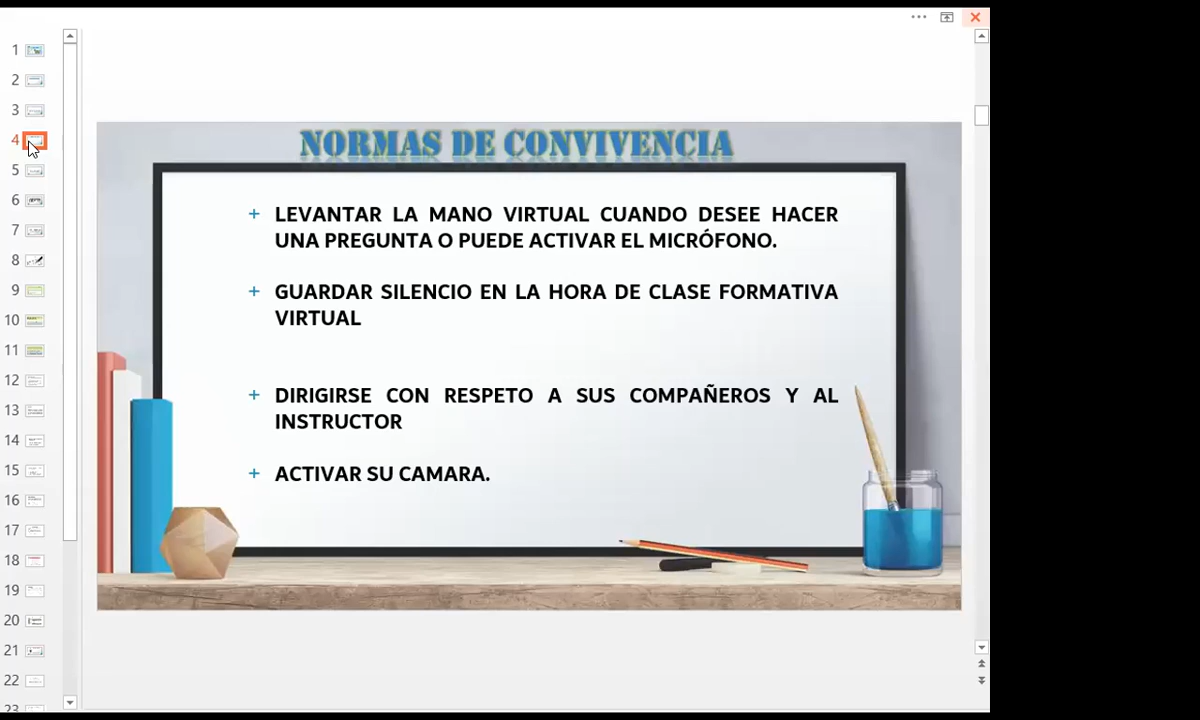 NORMAS DE CONVIVENCIA
+ LEVANTAR LA MANO VIRTUAL CUANDO DESEE HACER
UNA PREGUNTA O PUEDE ACTIVAR EL MICRÓFONO.
+ GUARDAR SILENCIO EN LA HORA DE CLASE FORMATIVA
VIRTUAL
+ DIRIGIRSE CON RESPETO A SUS COMPAÑEROS Y AL
INSTRUCTOR
+ ACTIVAR SU CAMARA.
1
2
3
4
5
6
7
8
9
10
11
12
13
14
15
16
17
18
19
20
21
22
23